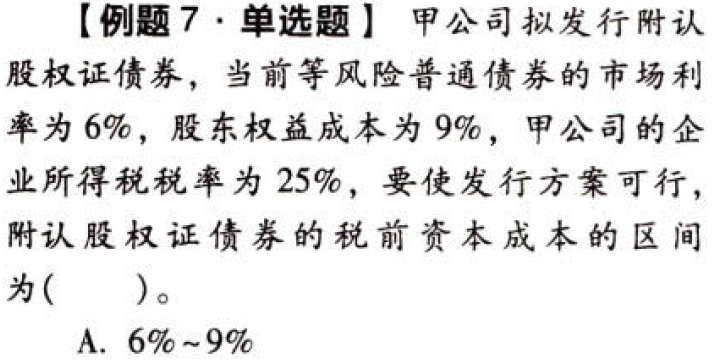 【例题7·单选题】 甲公司拟发行附认
股权证债券，当前等风险普通债券的市场利
率为6%，股东权益成本为9%，甲公司的企
业所得税税率为25%，要使发行方案可行，
附认股权证债券的税前资本成本的区间
为(　　)。
A. 6%~9%